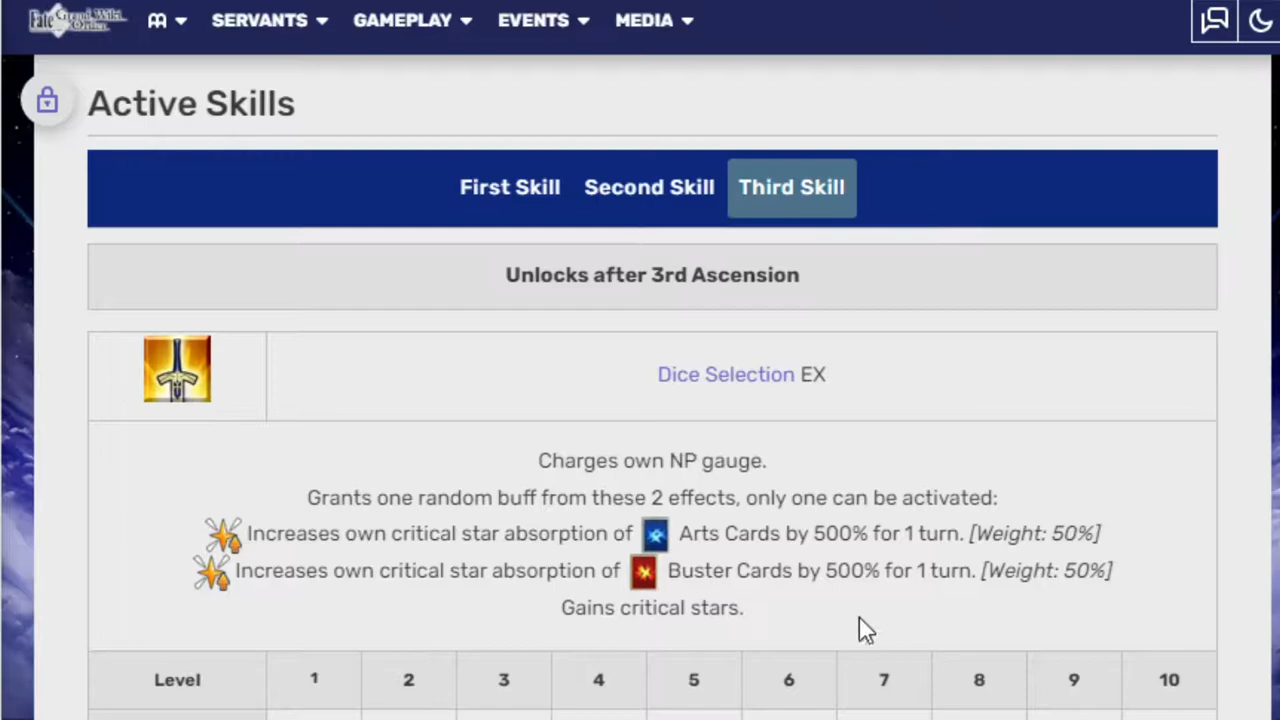 Fate Grand Wiki
Order
SERVANTS
GAMEPLAY
EVENTS
MEDIA
Active Skills
First Skill
Second Skill
Third Skill
Unlocks after 3rd Ascension
Dice Selection EX
Charges own NP gauge.
Grants one random buff from these 2 effects, only one can be activated:
Increases own critical star absorption of Arts Cards by 500% for 1 turn. [Weight: 50%]
Increases own critical star absorption of Buster Cards by 500% for 1 turn. [Weight: 50%]
Gains critical stars.
Level 1 2 3 4 5 6 7 8 9 10